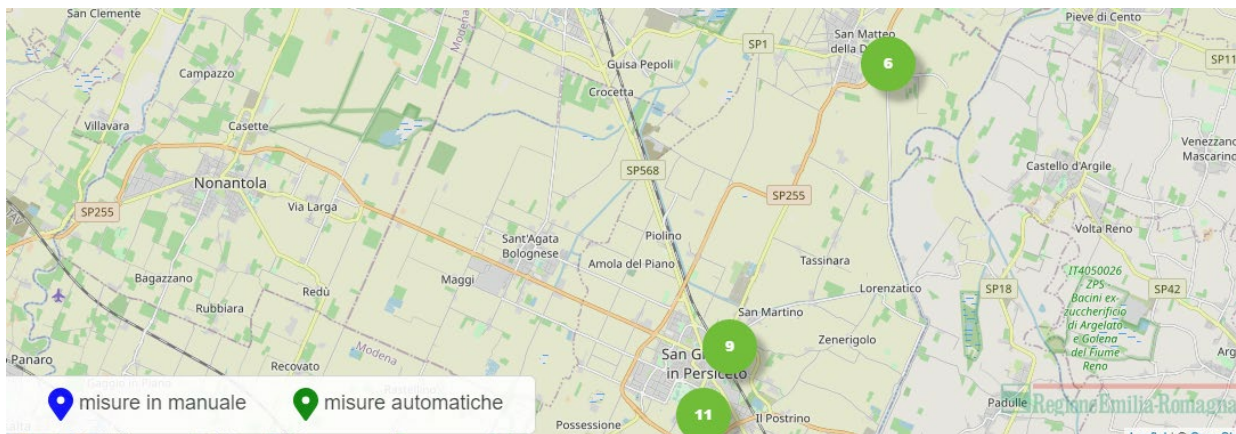 San Clemente
Modena
SP1
San Matteo
della D
Pieve di Cento
SP11
6
Campazzo
Guisa Pepoli
Crocetta
Villavara
Casette
Venezzano
Mascarino
Castello d'Argile
SP568
Nonantola
SP255
SP255
Via Larga
TAV
Volta Reno
Sant'Agata
Bolognese
Piolino
Amola del Piano
Tassinara
Bagazzano
Maggi
Redù
Lorenzatico
SP18
IT4050026
ZPS -
Bacini ex-
zuccherificio
di Argelato
e Golena
del Fiume
Reno
SP42
Rubbiara
San Martino
Zenerigolo
Modena
9
San G
in Persiceto
Panaro
Recovato
Arg
misure in manuale
misure automatiche
11
Possessione
Il Postrino
Padulle
Regione Emilia-Romagna